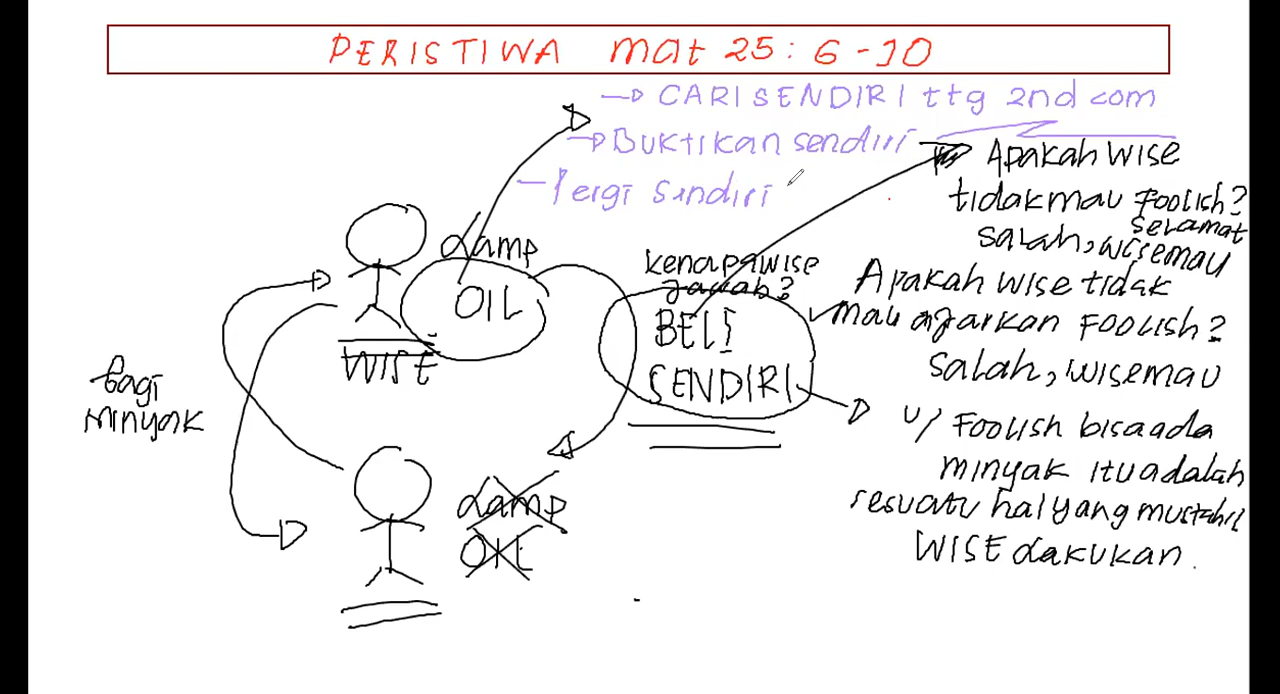 PERISTIWA mat 25: 6-10
→ CARI SENDIRI ttg 2nd com
→ BUKTIKAN sendiri
- Pergi sendiri
Apakah WISE
tidak mau FOOLISH?
selamat
salah, wise mau
Lamp
OIL
WISE
kenapa wise
jawab?
BELI
SENDIRI
Apakah WISE tidak
mau ajarkan FOOLISH?
salah, wise mau
bagi
minyak
Lamp
OIL
u/ FOOLISH bisa ada
minyak itu adalah
sesuatu hal yang mustahil
WISE Lakukan.